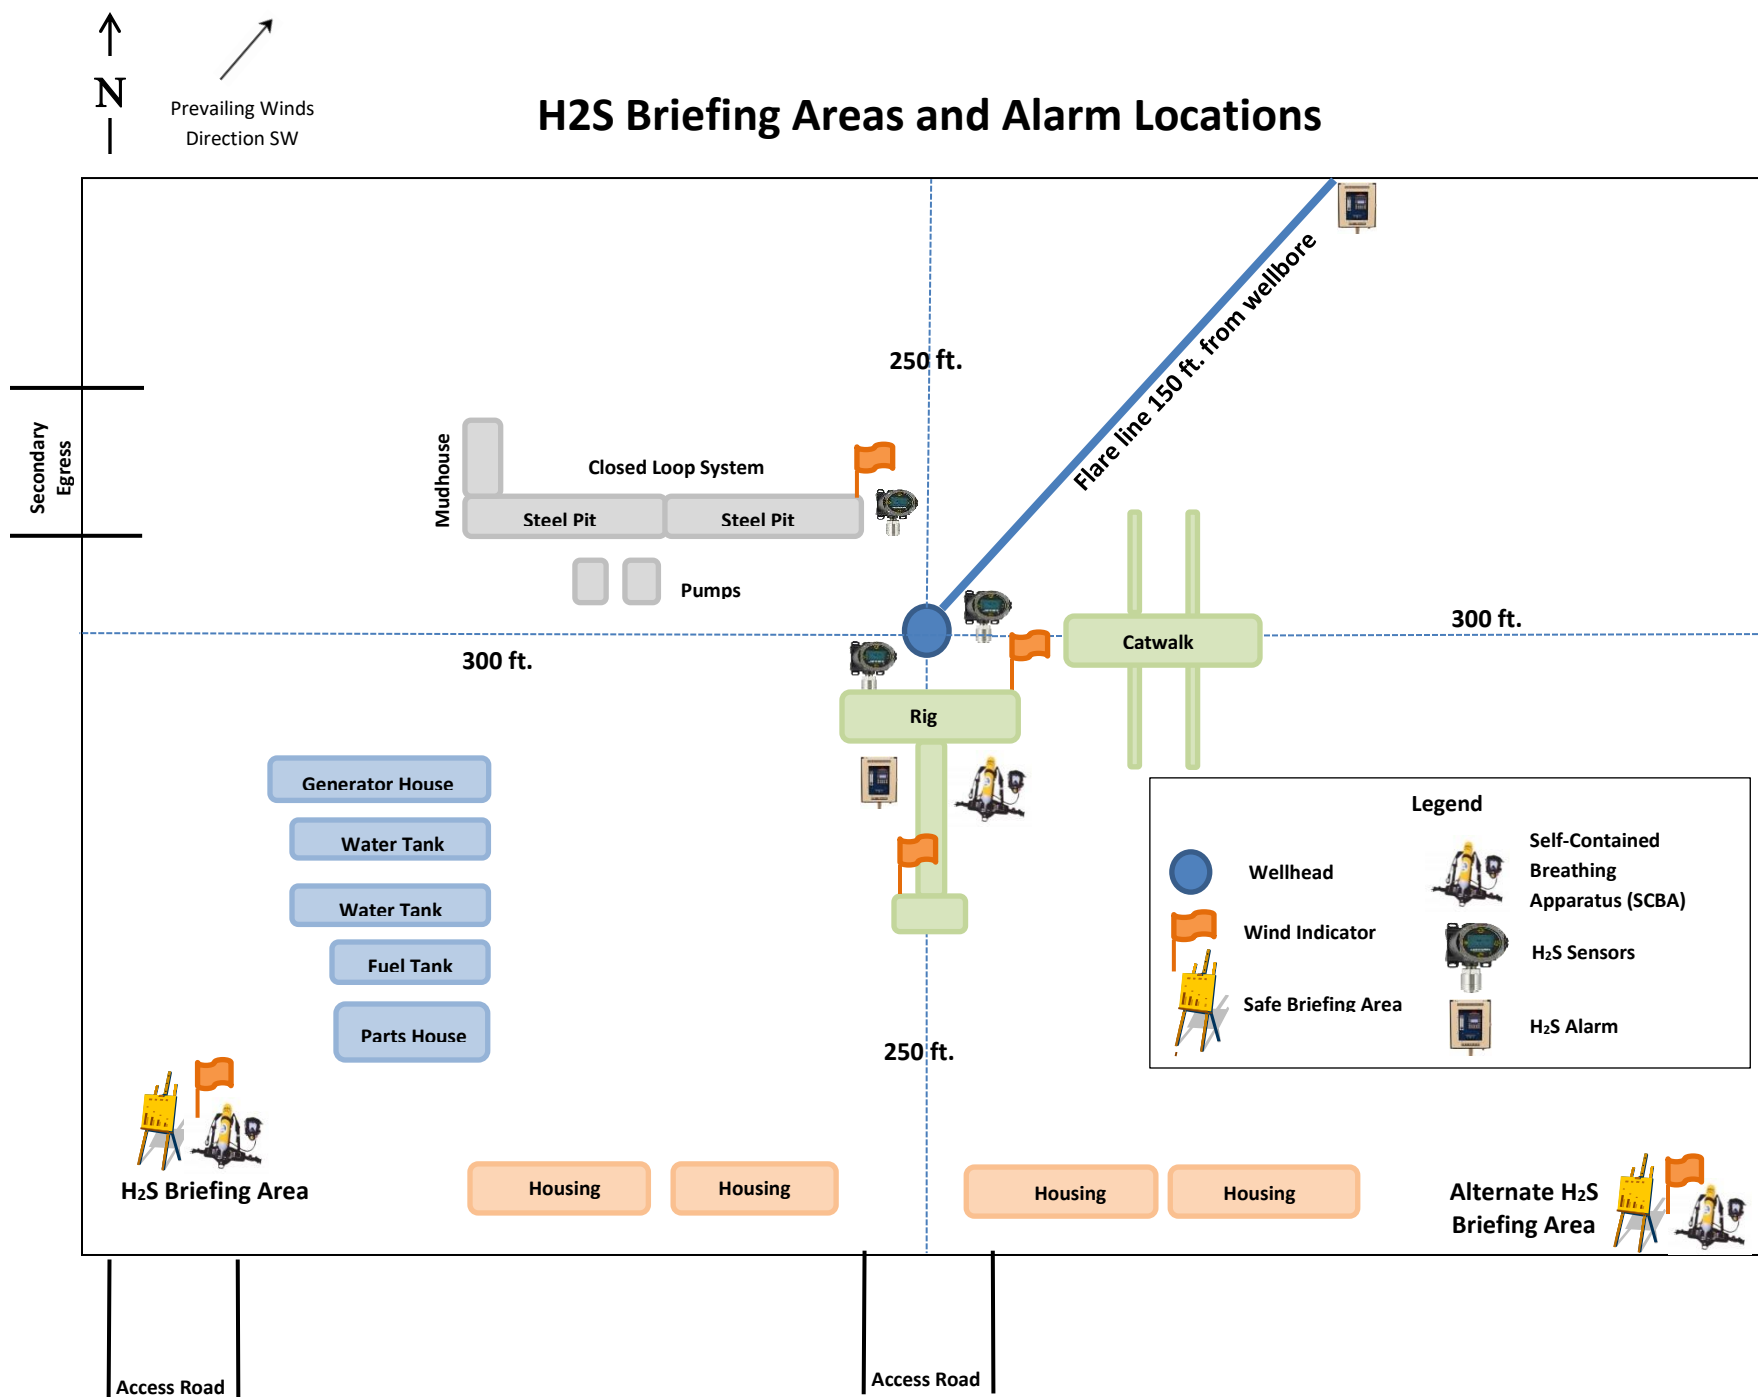 N
Prevailing Winds
Direction SW
H2S Briefing Areas and Alarm Locations
250 ft.
Flare line 150 ft. from wellbore
Secondary
Egress
Mudhouse
Closed Loop System
Steel Pit
Steel Pit
Pumps
300 ft.
300 ft.
Catwalk
Rig
Generator House
Water Tank
Water Tank
Fuel Tank
Parts House
250 ft.
Legend
Wellhead
Self-Contained
Breathing
Apparatus (SCBA)
Wind Indicator
H2S Sensors
Safe Briefing Area
H2S Alarm
H2S Briefing Area
Housing
Housing
Housing
Housing
Alternate H2S
Briefing Area
Access Road
Access Road